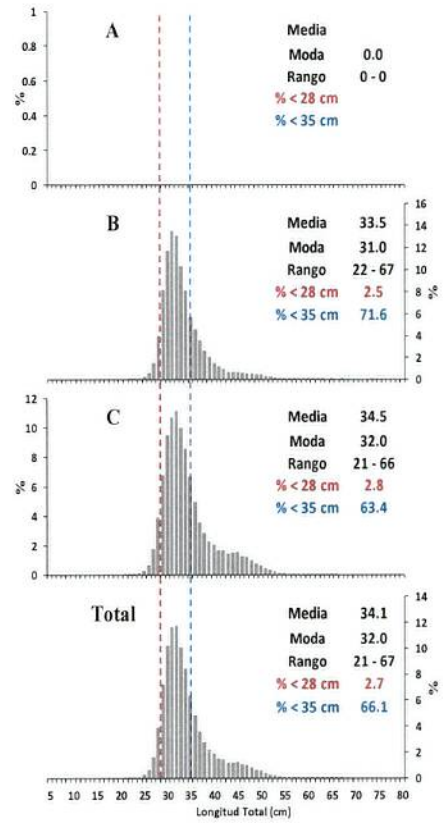 A
Media
Moda 0.0
Rango 0 - 0
% < 28 cm
% < 35 cm
1
0.8
0.6
0.4
0.2
0
%
B
Media 33.5
Moda 31.0
Rango 22 - 67
% < 28 cm 2.5
% < 35 cm 71.6
16
14
12
10
8
6
4
2
0
%
C
Media 34.5
Moda 32.0
Rango 21 - 66
% < 28 cm 2.8
% < 35 cm 63.4
12
10
8
6
4
2
0
%
Total
Media 34.1
Moda 32.0
Rango 21 - 67
% < 28 cm 2.7
% < 35 cm 66.1
14
12
10
8
6
4
2
0
%
5 10 15 20 25 30 35 40 45 50 55 60 65 70 75 80
Longitud Total (cm)